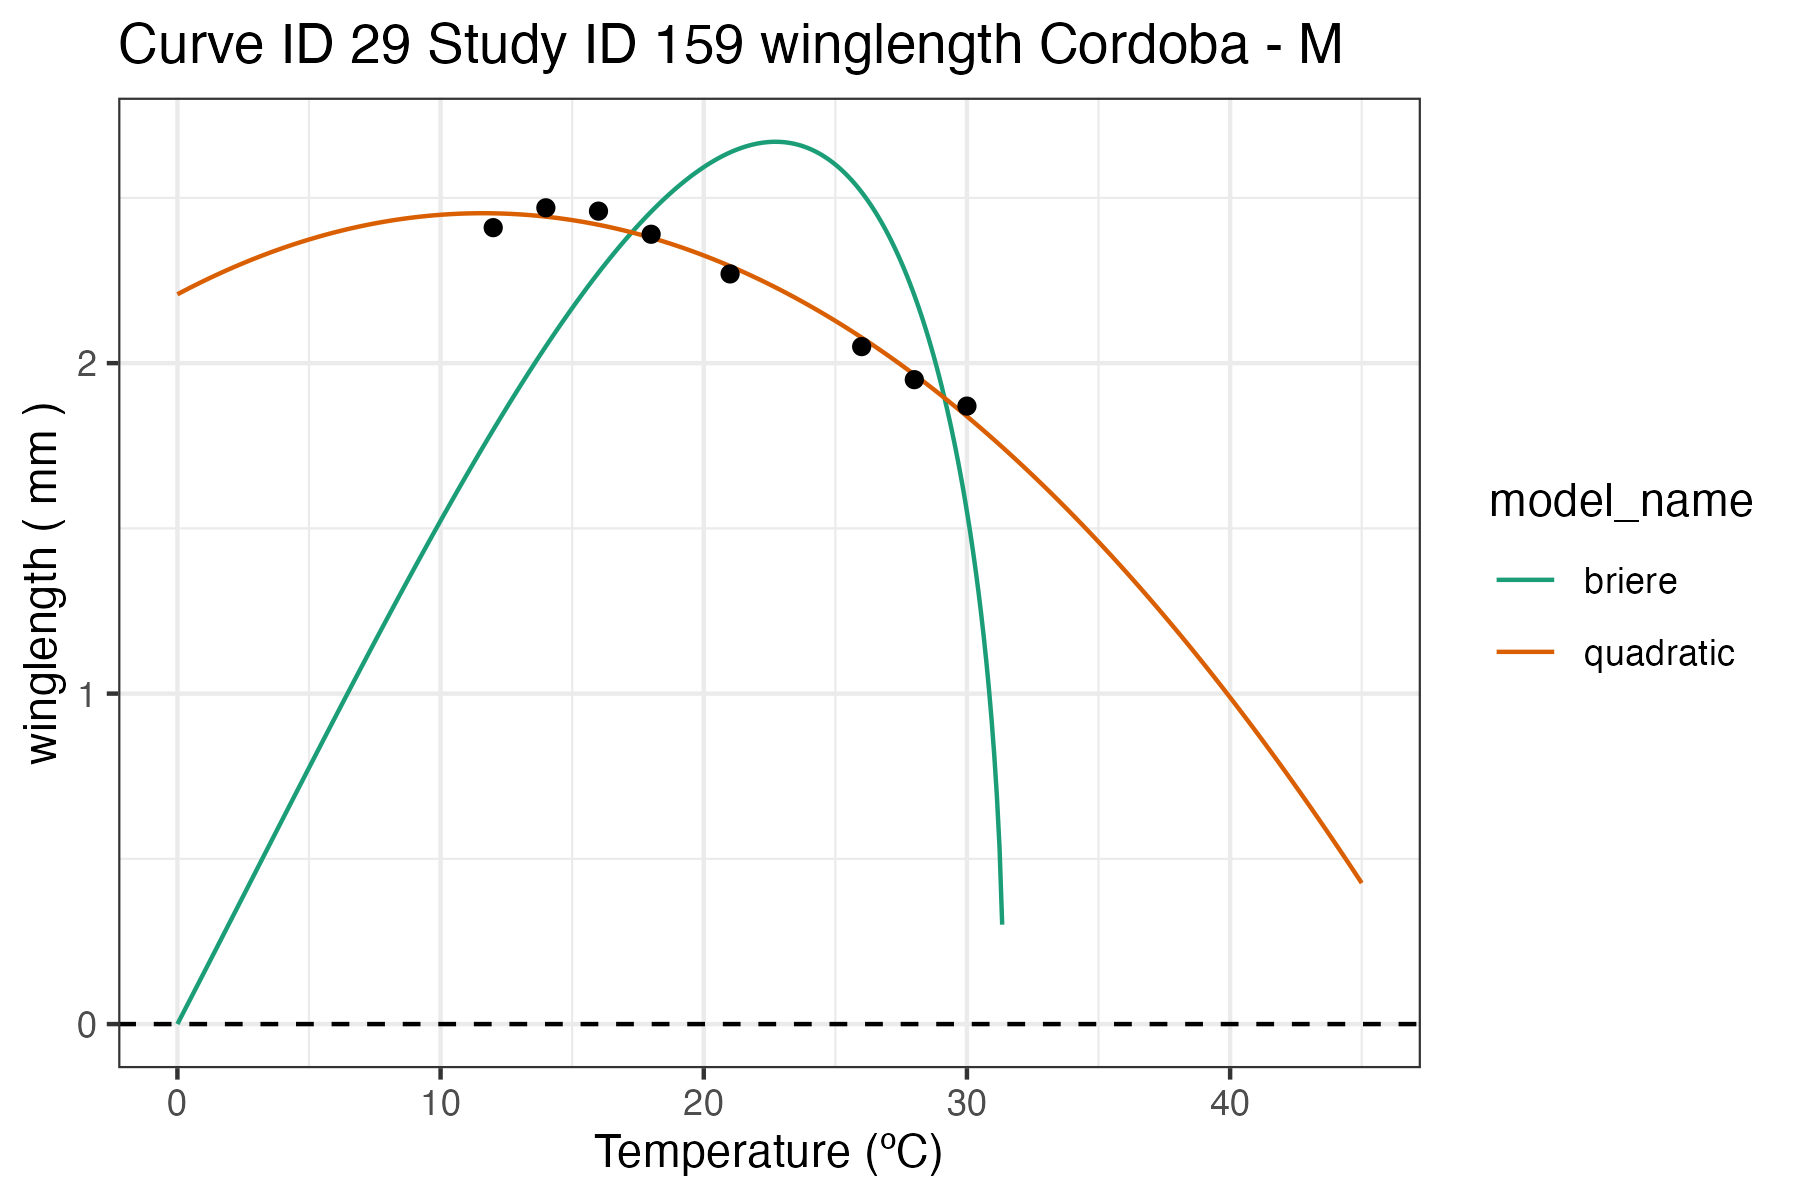 Curve ID 29 Study ID 159 winglength Cordoba - M
winglength ( mm )
2
1
0
0 10 20 30 40
Temperature (ºC)
model_name
briere
quadratic